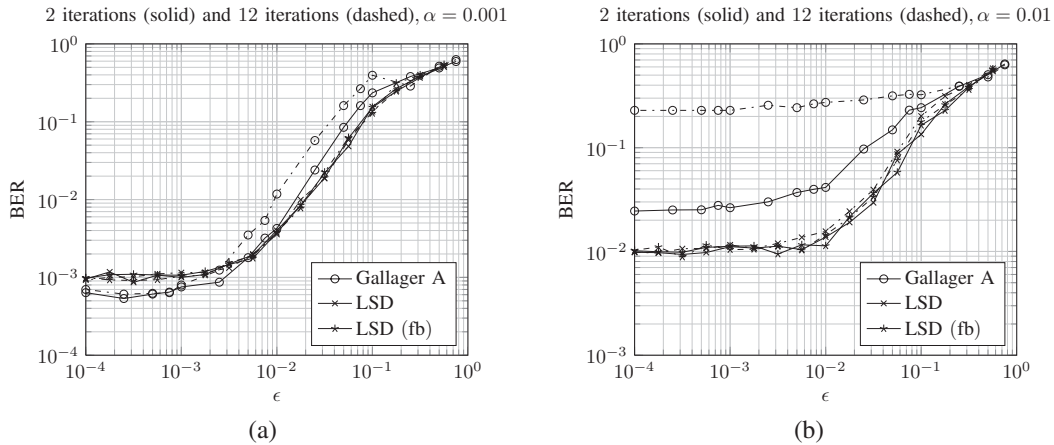 2 iterations (solid) and 12 iterations (dashed), α = 0.001
10^0
10^−1
10^−2
10^−3
10^−4
BER
10^−4 10^−3 10^−2 10^−1 10^0
ϵ
Gallager A
LSD
LSD (fb)
(a)
2 iterations (solid) and 12 iterations (dashed), α = 0.01
10^0
10^−1
10^−2
10^−3
BER
10^−4 10^−3 10^−2 10^−1 10^0
ϵ
Gallager A
LSD
LSD (fb)
(b)